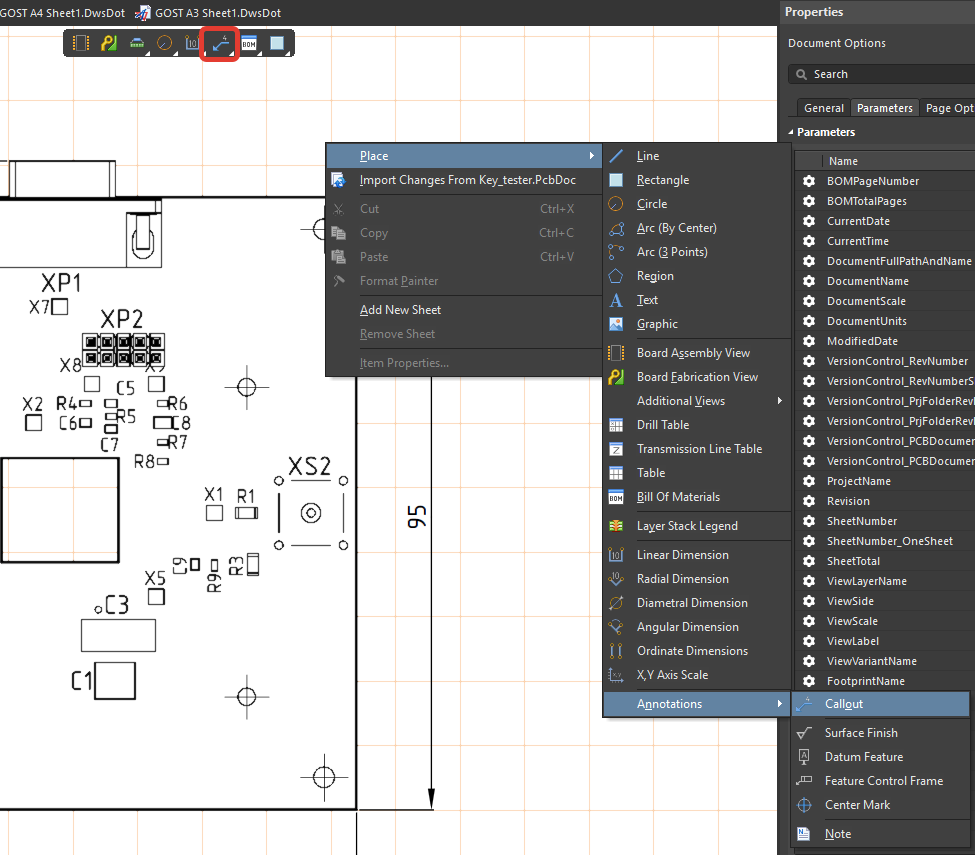 GOST A4 Sheet1.DwsDot
GOST A3 Sheet1.DwsDot
10
4
BOM
XP1
X7
XP2
X8
C5
X2
R4
R6
C6
R5
C8
C7
R7
R8
XS2
X1
R1
95
C9
R9
R3
X5
C3
C1
Place
Import Changes From Key_tester.PcbDoc
Cut Ctrl+X
Copy Ctrl+C
Paste Ctrl+V
Format Painter
Add New Sheet
Remove Sheet
Item Properties...
Line
Rectangle
Circle
Arc (By Center)
Arc (3 Points)
Region
Text
Graphic
Board Assembly View
Board Fabrication View
Additional Views
Drill Table
Transmission Line Table
Table
Bill Of Materials
Layer Stack Legend
Linear Dimension
Radial Dimension
Diametral Dimension
Angular Dimension
Ordinate Dimensions
X,Y Axis Scale
Annotations
Callout
Surface Finish
Datum Feature
Feature Control Frame
Center Mark
Note
Properties
Document Options
Search
General Parameters Page Opt
Parameters
Name
BOMPageNumber
BOMTotalPages
CurrentDate
CurrentTime
DocumentFullPathAndName
DocumentName
DocumentScale
DocumentUnits
ModifiedDate
VersionControl_RevNumber
VersionControl_RevNumberS
VersionControl_PrjFolderRevI
VersionControl_PrjFolderRevI
VersionControl_PCBDocumer
VersionControl_PCBDocumer
ProjectName
Revision
SheetNumber
SheetNumber_OneSheet
SheetTotal
ViewLayerName
ViewSide
ViewScale
ViewLabel
ViewVariantName
FootprintName